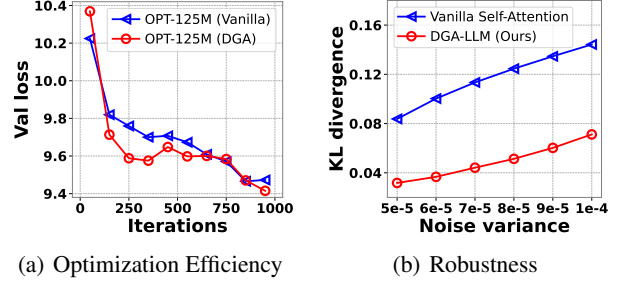 10.4
10.2
10.0
9.8
9.6
9.4
Val loss
OPT-125M (Vanilla)
OPT-125M (DGA)
0 250 500 750 1000
Iterations
(a) Optimization Efficiency
0.16
0.12
0.08
0.04
KL divergence
Vanilla Self-Attention
DGA-LLM (Ours)
5e-5 6e-5 7e-5 8e-5 9e-5 1e-4
Noise variance
(b) Robustness